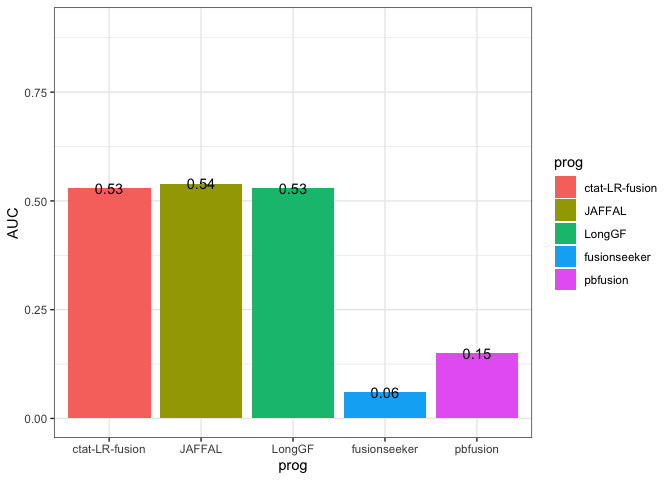 AUC
0.75
0.50
0.25
0.00
0.53
0.54
0.53
0.06
0.15
ctat-LR-fusion
JAFFAL
LongGF
fusionseeker
pbfusion
prog
prog
ctat-LR-fusion
JAFFAL
LongGF
fusionseeker
pbfusion